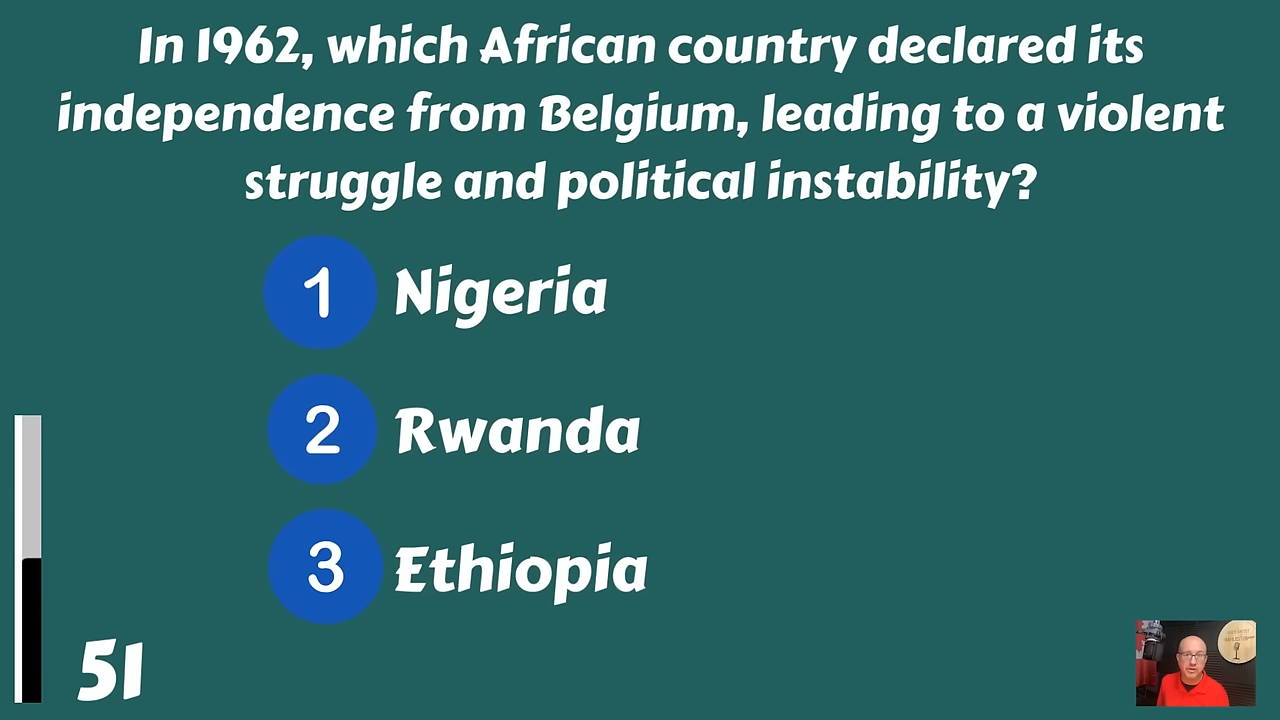 In 1962, which African country declared its
independence from Belgium, leading to a violent
struggle and political instability?
1 Nigeria
2 Rwanda
3 Ethiopia
51